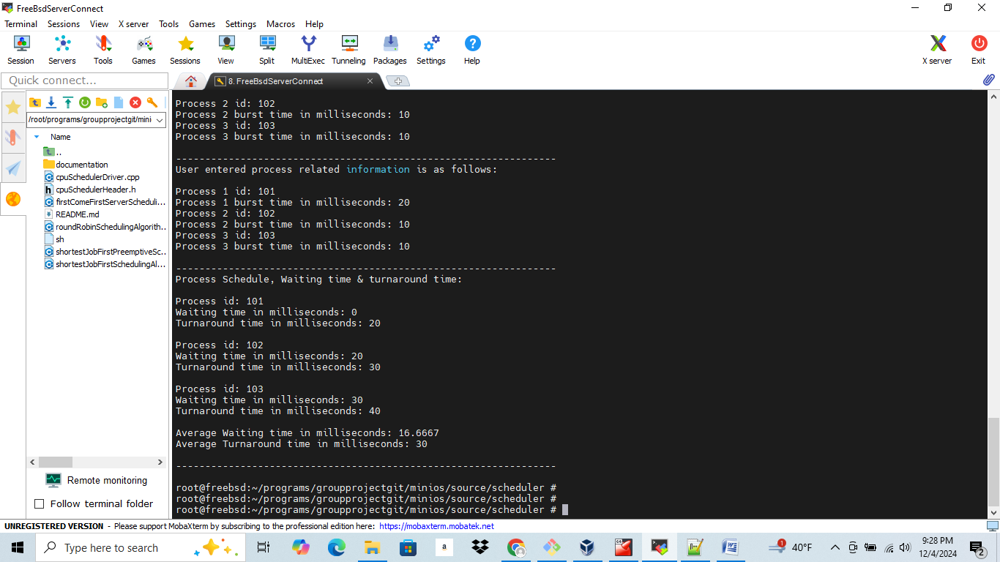 FreeBsdServerConnect
Terminal Sessions View X server Tools Games Settings Macros Help
Session Servers Tools Games Sessions View Split MultiExec Tunneling Packages Settings Help X server Exit
Quick connect...
8. FreeBsdServerConnect
/root/programs/groupprojectgit/mini
Name
..
documentation
cpuSchedulerDriver.cpp
cpuSchedulerHeader.h
firstComeFirstServerScheduli...
README.md
roundRobinSchedulingAlgorith..
sh
shortestJobFirstPreemptiveSc..
shortestJobFirstSchedulingAl...
Remote monitoring
Follow terminal folder
Process 2 id: 102
Process 2 burst time in milliseconds: 10
Process 3 id: 103
Process 3 burst time in milliseconds: 10
-----------------------------------------------------------------
User entered process related information is as follows:
Process 1 id: 101
Process 1 burst time in milliseconds: 20
Process 2 id: 102
Process 2 burst time in milliseconds: 10
Process 3 id: 103
Process 3 burst time in milliseconds: 10
-----------------------------------------------------------------
Process Schedule, Waiting time & turnaround time:
Process id: 101
Waiting time in milliseconds: 0
Turnaround time in milliseconds: 20
Process id: 102
Waiting time in milliseconds: 20
Turnaround time in milliseconds: 30
Process id: 103
Waiting time in milliseconds: 30
Turnaround time in milliseconds: 40
Average Waiting time in milliseconds: 16.6667
Average Turnaround time in milliseconds: 30
-----------------------------------------------------------------
root@freebsd:~/programs/groupprojectgit/minios/source/scheduler #
root@freebsd:~/programs/groupprojectgit/minios/source/scheduler #
root@freebsd:~/programs/groupprojectgit/minios/source/scheduler #
UNREGISTERED VERSION - Please support MobaXterm by subscribing to the professional edition here: https://mobaxterm.mobatek.net
Type here to search
a
1
40°F
9:28 PM
12/4/2024
2